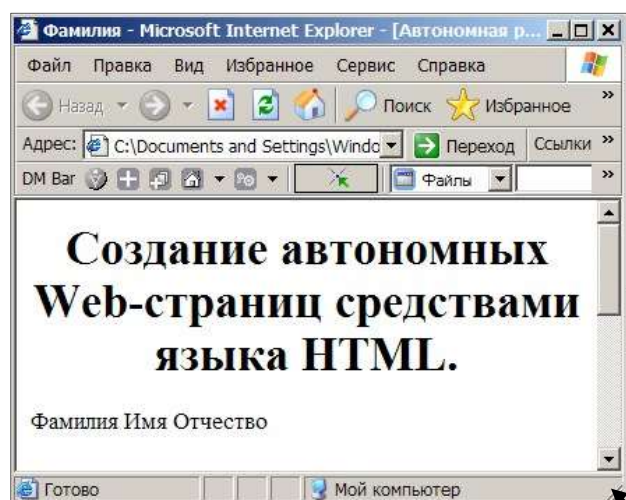 Фамилия - Microsoft Internet Explorer - [Автономная р...
Файл Правка Вид Избранное Сервис Справка
Назад Поиск Избранное »
Адрес: C:\Documents and Settings\Windo Переход Ссылки »
DM Bar Файлы »
Создание автономных
Web-страниц средствами
языка HTML.
Фамилия Имя Отчество
Готово Мой компьютер